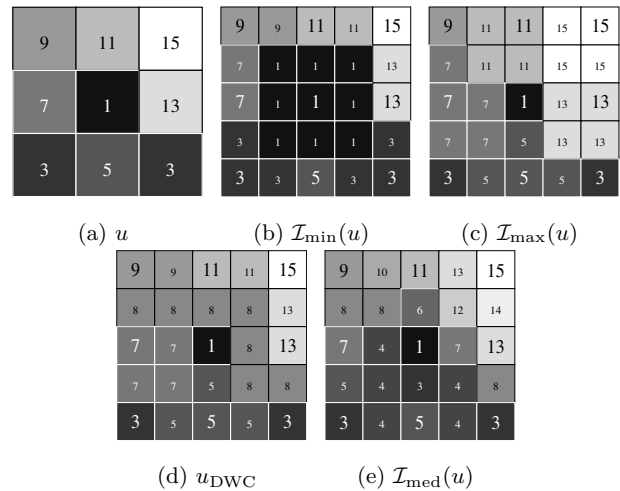 9 11 15
7 1 13
3 5 3
(a) u
9 9 11 11 15
7 1 1 1 13
7 1 1 1 13
3 1 1 1 3
3 3 5 3 3
(b) ℐmin(u)
9 11 11 15 15
7 11 11 15 15
7 7 1 13 13
7 7 5 13 13
3 5 5 5 3
(c) ℐmax(u)
9 9 11 11 15
8 8 8 8 13
7 7 1 8 13
7 7 5 8 8
3 5 5 5 3
(d) uDWC
9 10 11 13 15
8 8 6 12 14
7 4 1 7 13
5 4 3 4 8
3 4 5 4 3
(e) ℐmed(u)